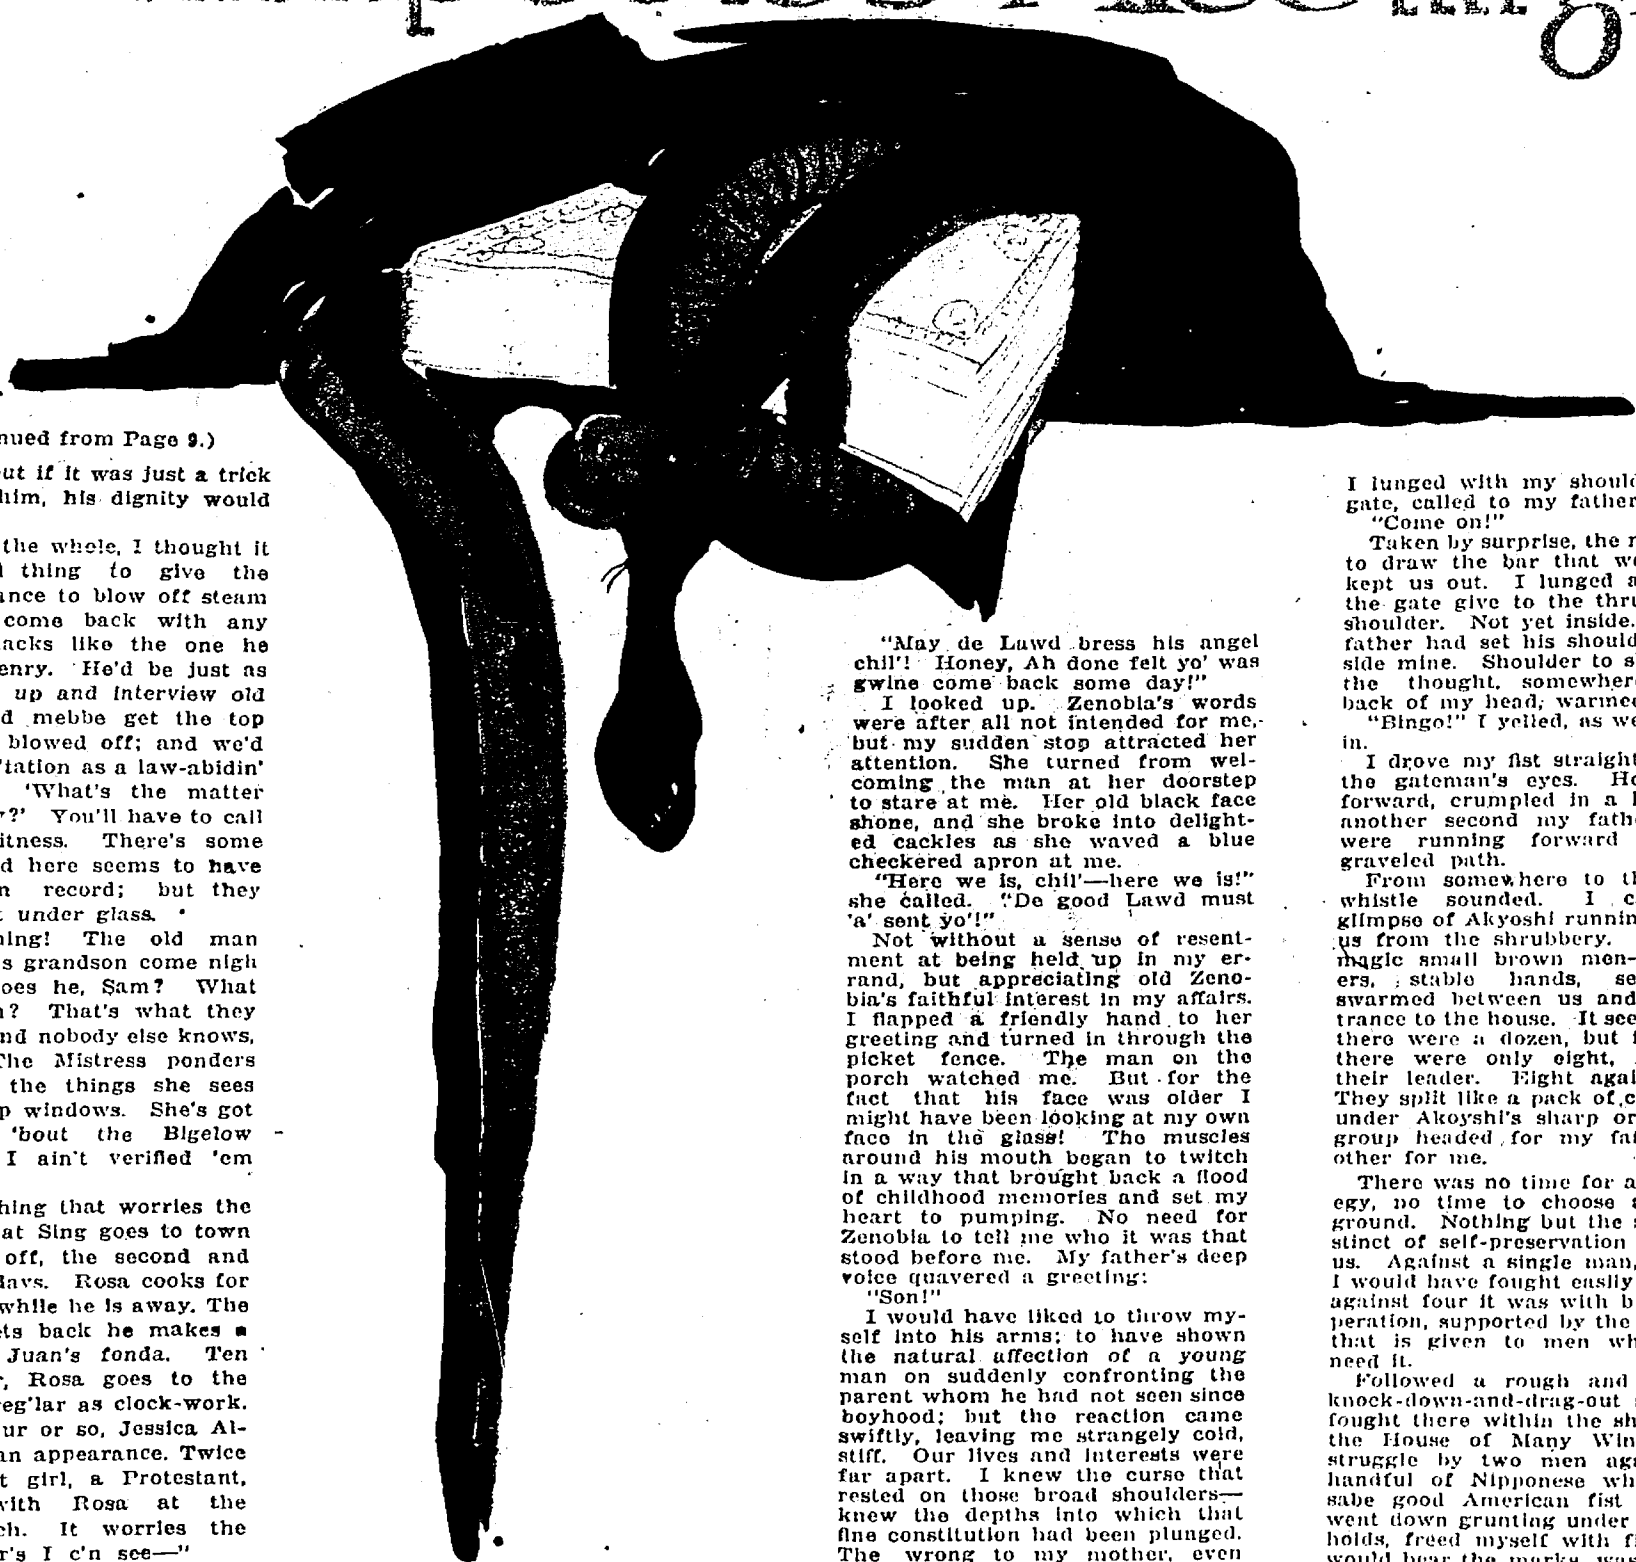 nued from Page 9.)
ut if it was just a trick
him, his dignity would
the whole, I thought it
thing to give the
ance to blow off steam
come back with any
acks like the one he
enry. He'd be just as
up and interview old
d mebbe get the top
blowed off; and we'd
'tation as a law-abidin'
'What's the matter
?' You'll have to call
itness. There's some
d here seems to have
n record; but they
under glass.
ning! The old man
s grandson come nigh
oes he, Sam? What
? That's what they
nd nobody else knows,
The Mistress ponders
the things she sees
p windows. She's got
'bout the Bigelow
I ain't verified 'em
hing that worries the
at Sing goes to town
off, the second and
days. Rosa cooks for
while he is away. The
ets back he makes a
Juan's fonda. Ten
, Rosa goes to the
reg'lar as clock-work.
ur or so, Jessica Al-
an appearance. Twice
t girl, a Protestant,
with Rosa at the
ch. It worries the
r's I c'n see—"
"May de Lawd bress his angel
chil'! Honey, Ah done felt yo' was
gwine come back some day!"
I looked up. Zenobia's words
were after all not intended for me,
but my sudden stop attracted her
attention. She turned from wel-
coming the man at her doorstep
to stare at me. Her old black face
shone, and she broke into delight-
ed cackles as she waved a blue
checkered apron at me.
"Here we is, chil'—here we is!"
she called. "De good Lawd must
'a' sent yo'!"
Not without a sense of resent-
ment at being held up in my er-
rand, but appreciating old Zeno-
bia's faithful interest in my affairs.
I flapped a friendly hand to her
greeting and turned in through the
picket fence. The man on the
porch watched me. But for the
fact that his face was older I
might have been looking at my own
face in the glass! The muscles
around his mouth began to twitch
in a way that brought back a flood
of childhood memories and set my
heart to pumping. No need for
Zenobia to tell me who it was that
stood before me. My father's deep
voice quavered a greeting:
"Son!"
I would have liked to throw my-
self into his arms; to have shown
the natural affection of a young
man on suddenly confronting the
parent whom he had not seen since
boyhood; but the reaction came
swiftly, leaving me strangely cold,
stiff. Our lives and interests were
far apart. I knew the curse that
rested on those broad shoulders—
knew the depths into which that
fine constitution had been plunged.
The wrong to my mother, even
I lunged with my should
gate, called to my father
"Come on!"
Taken by surprise, the
to draw the bar that we
kept us out. I lunged a
the gate give to the thru
shoulder. Not yet inside.
father had set his should
side mine. Shoulder to s
the thought, somewher
back of my head, warmed
"Bingo!" I yelled, as we
in.
I drove my fist straight
the gateman's eyes. He
forward, crumpled in a
another second my fath
were running forward
graveled path.
From somewhere to th
whistle sounded. I c
glimpse of Akyoshi runnin
us from the shrubbery.
magic small brown men—
ers, stable hands, se
swarmed between us and
trance to the house. It see
there were a dozen, but
there were only eight,
their leader. Eight agai
They split like a pack of c
under Akoyshi's sharp or
group headed for my fat
other for me.
There was no time for a
egy, no time to choose
ground. Nothing but the
stinct of self-preservation
us. Against a single man,
I would have fought easily
against four it was with b
peration, supported by the
that is given to men wh
need it.
Followed a rough and
knock-down-and-drag-out
fought there within the sh
the House of Many Win
struggle by two men aga
handful of Nipponese wh
sabe good American fist
went down grunting under
holds, freed myself with fi
would bear the marks